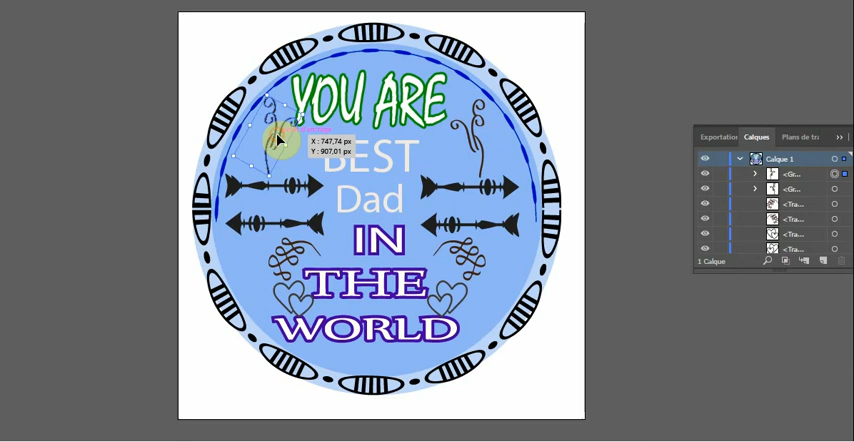 YOU ARE
BEST
Dad
IN
THE
WORLD
X : 747,74 px
Y : 907,01 px
Exportation
Calques
Plans de tra
>>
Calque 1
<Gr...
<Gr...
<Tra...
<Tra...
<Tra...
<Tra...
1 Calque